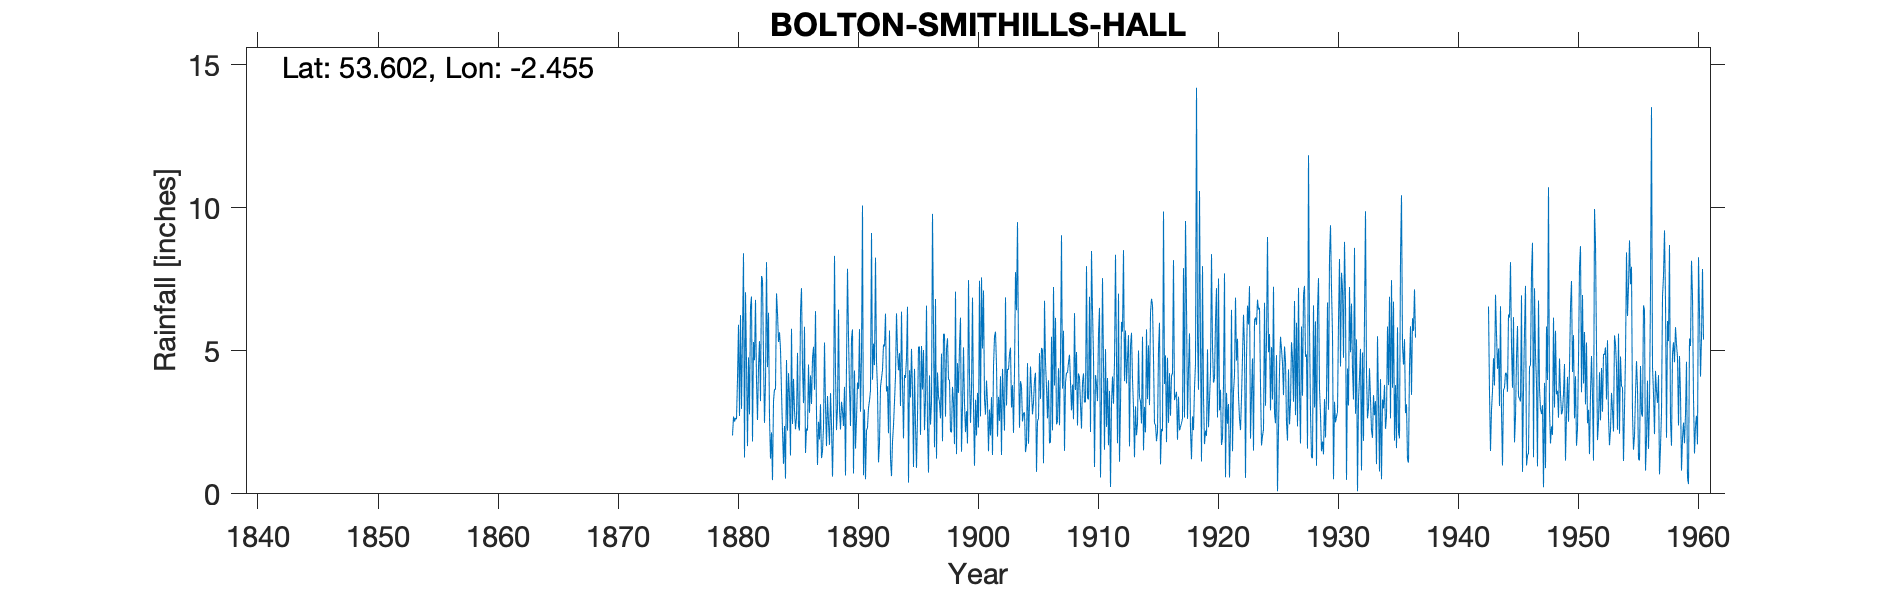 BOLTON-SMITHILLS-HALL
Lat: 53.602, Lon: -2.455
15
10
5
0
Rainfall [inches]
1840 1850 1860 1870 1880 1890 1900 1910 1920 1930 1940 1950 1960
Year